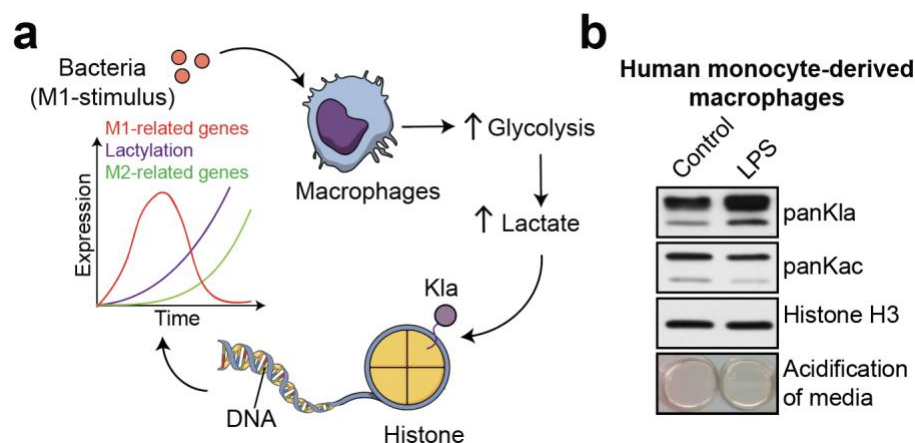 a
Bacteria
(M1-stimulus)
M1-related genes
Lactylation
M2-related genes
Expression
Time
Macrophages
↑ Glycolysis
↑ Lactate
Kla
DNA
Histone
b
Human monocyte-derived
macrophages
Control
LPS
panKla
panKac
Histone H3
Acidification
of media